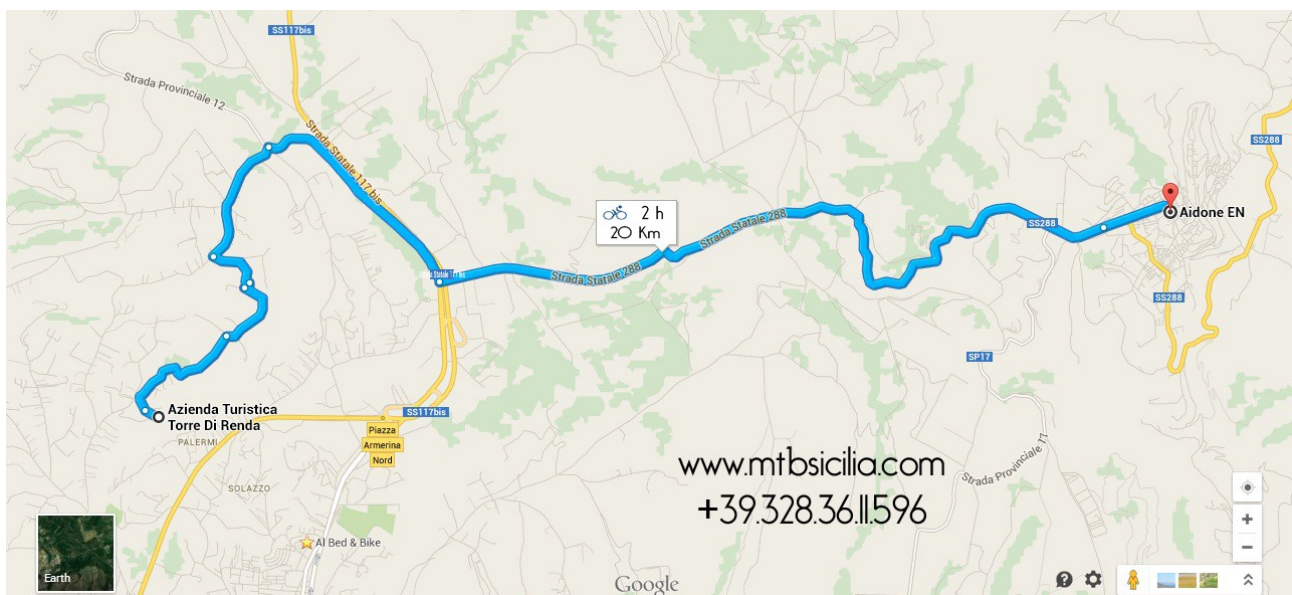 SS117bis
Strada Provinciale 12
Strada Statale 117 bis
SS288
2 h
20 Km
Strada Statale 288
Strada Statale 288
SS288
Aidone EN
SS288
SP17
Azienda Turistica
Torre Di Renda
SS117bis
PALERMI
Piazza
Armerina
Nord
SOLAZZO
www.mtbsicilia.com
+39.328.36.11.596
Strada Provinciale 11
Al Bed & Bike
Earth
Google